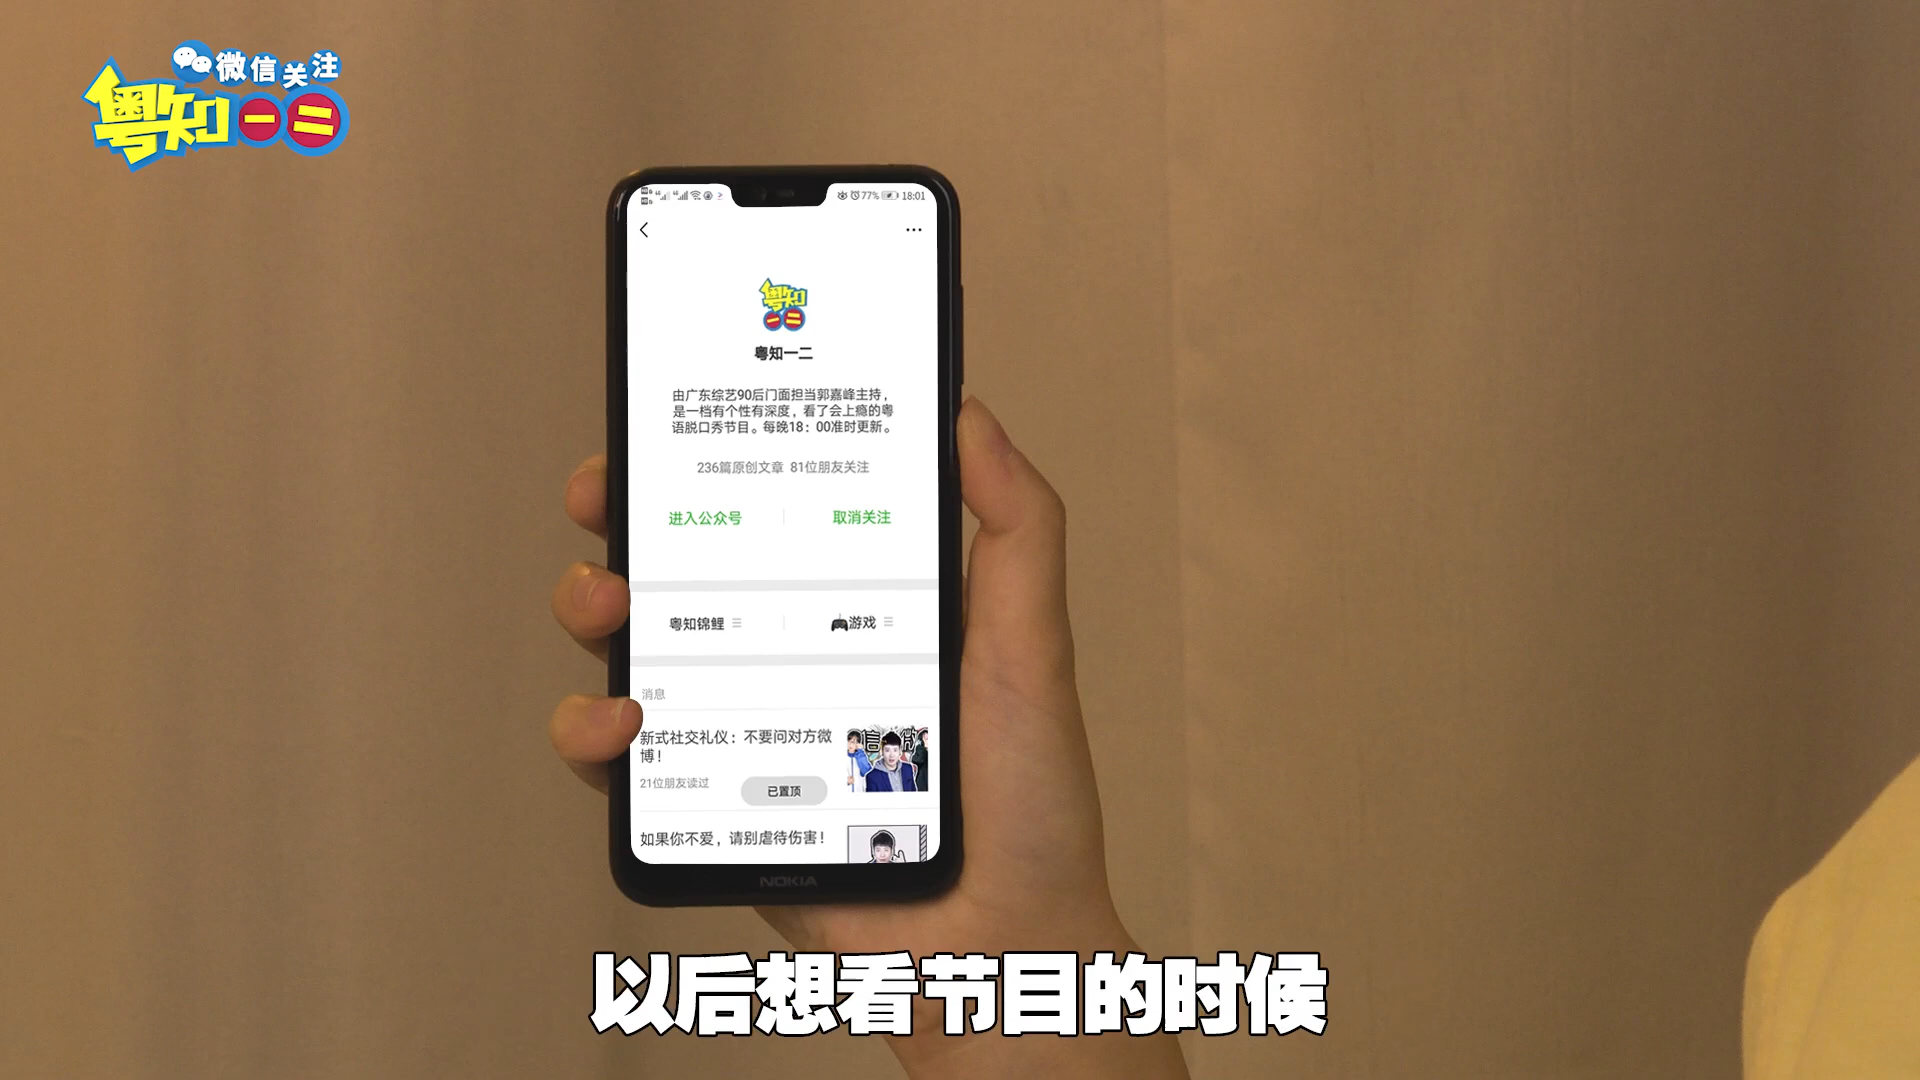 微信关注
粤知一二
77% 18:01
粤知一二
粤知一二
由广东综艺90后门面担当郭嘉峰主持，
是一档有个性有深度，看了会上瘾的粤
语脱口秀节目。每晚18：00准时更新。
236篇原创文章 81位朋友关注
进入公众号
取消关注
粤知锦鲤
游戏
消息
新式社交礼仪：不要问对方微
博！
21位朋友读过
已置顶
如果你不爱，请别虐待伤害！
NOKIA
以后想看节目的时候